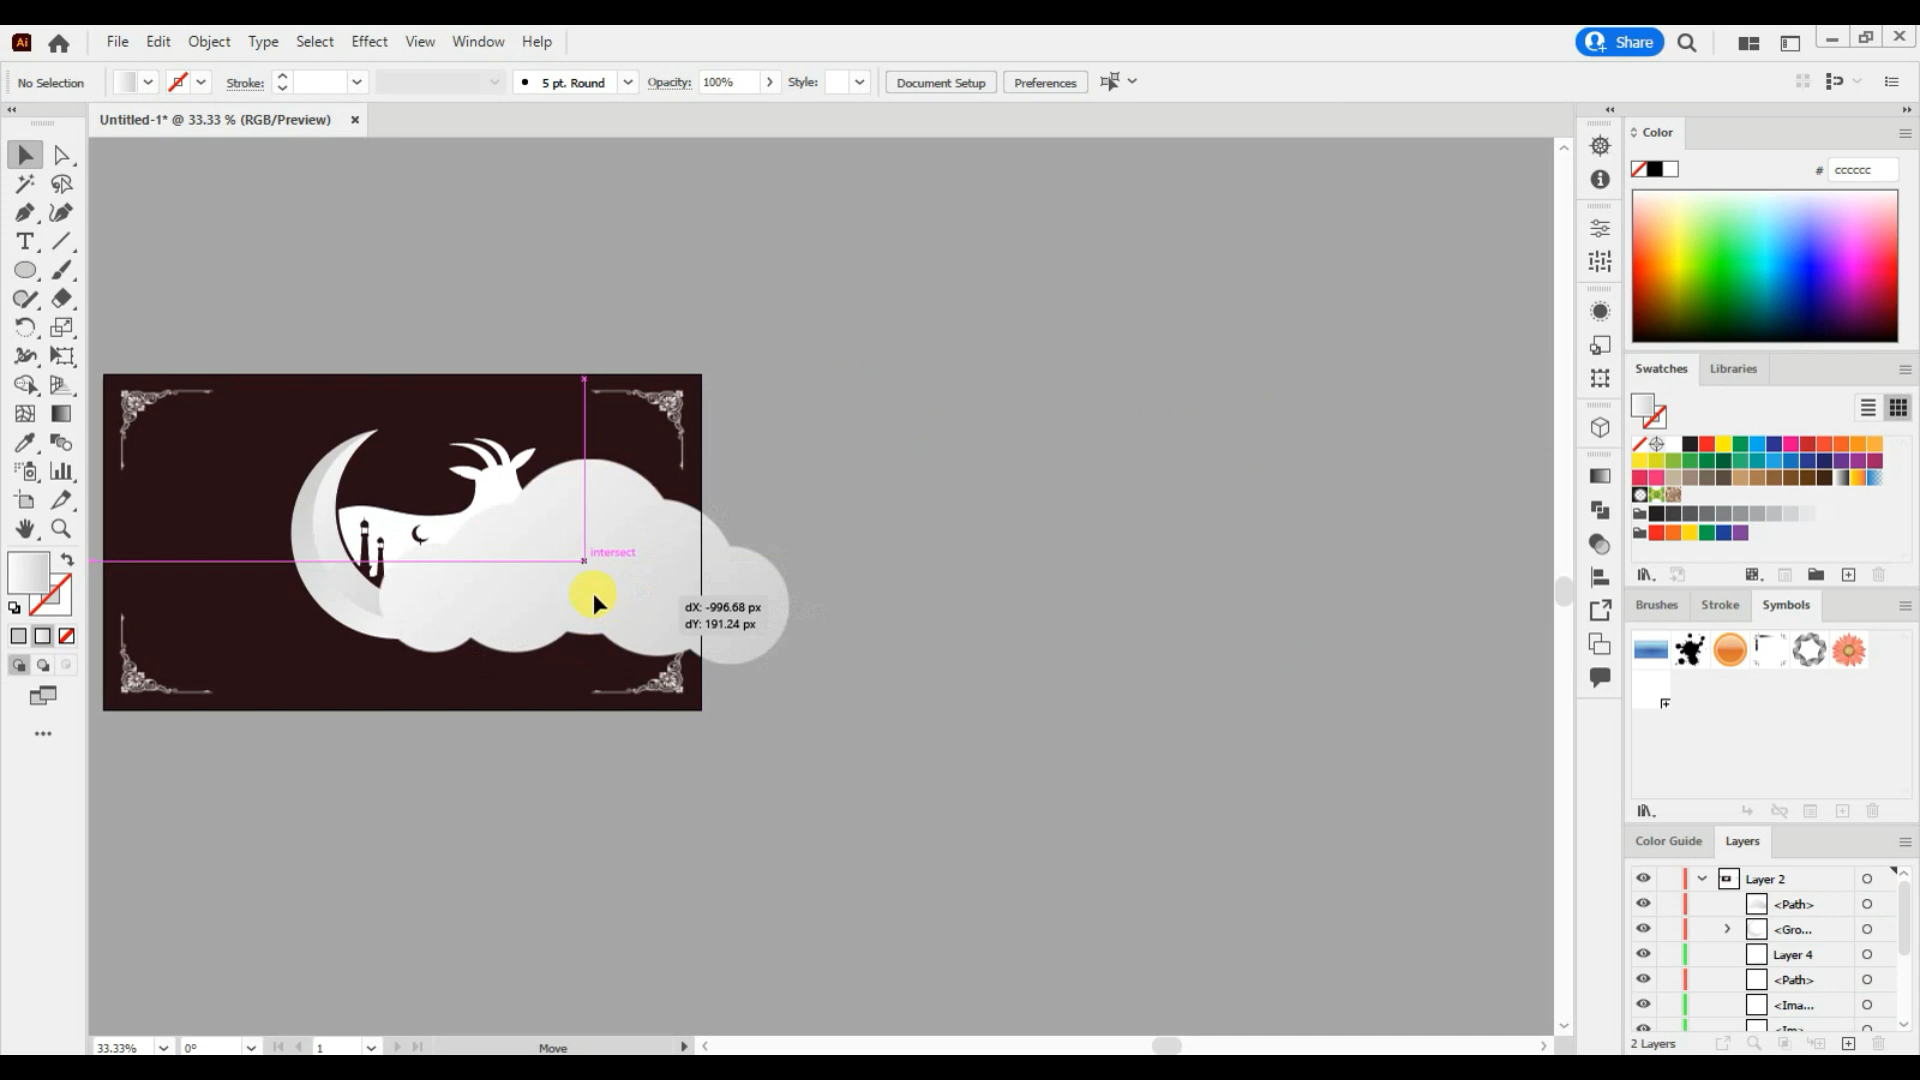 Ai File Edit Object Type Select Effect View Window Help Share
No Selection Stroke: 5 pt. Round Opacity: 100% Style: Document Setup Preferences
Untitled-1* @ 33.33 % (RGB/Preview)
Color
# cccccc
Swatches Libraries
intersect
dX: -996.68 px
dY: 191.24 px
Brushes Stroke Symbols
Color Guide Layers
Layer 2
<Path>
<Gro...
Layer 4
<Path>
<Ima...
<Im...
2 Layers
33.33% 0° 1 Move